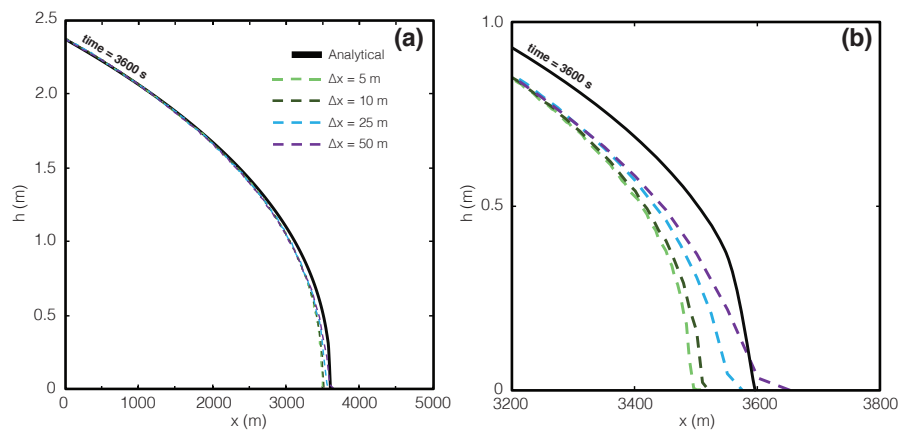 2.5
2.0
1.5
1.0
0.5
0
0
1000
2000
3000
4000
5000
h (m)
x (m)
time = 3600 s
(a)
Analytical
Δx = 5 m
Δx = 10 m
Δx = 25 m
Δx = 50 m
1.0
0.5
0
3200
3400
3600
3800
h (m)
x (m)
time = 3600 s
(b)